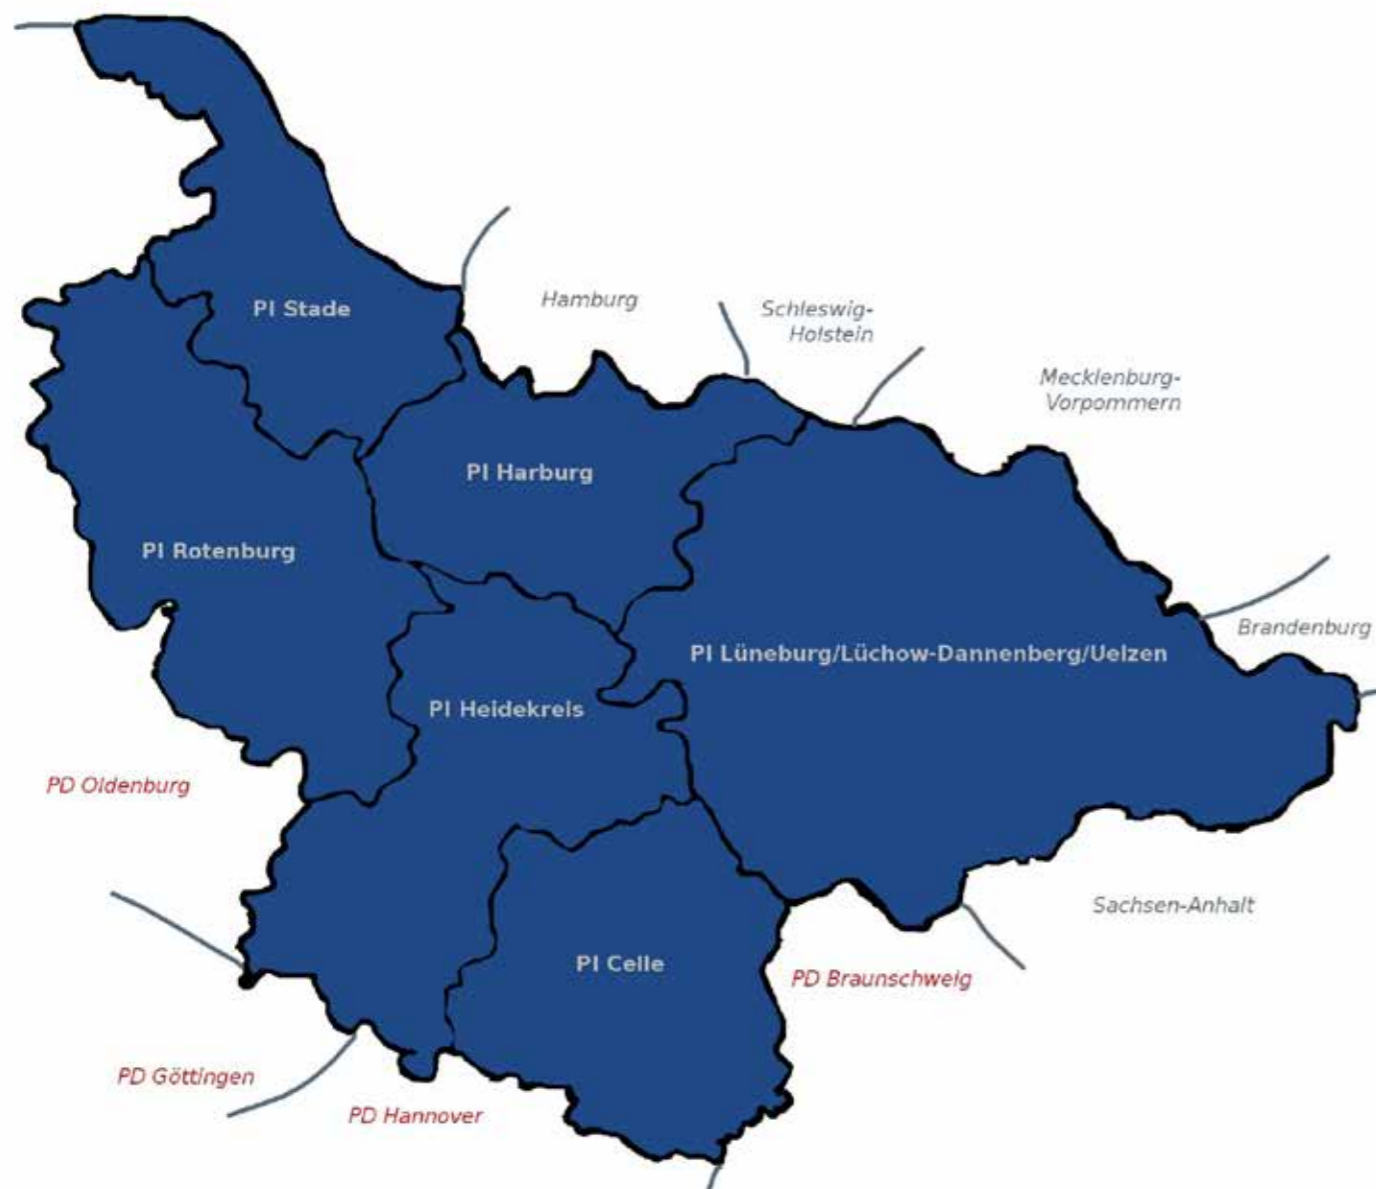 PI Stade
Hamburg
Schleswig-
Holstein
Mecklenburg-
Vorpommern
PI Harburg
PI Rotenburg
Brandenburg
PI Lüneburg/Lüchow-Dannenberg/Uelzen
PI Heidekreis
PD Oldenburg
Sachsen-Anhalt
PI Celle
PD Braunschweig
PD Göttingen
PD Hannover